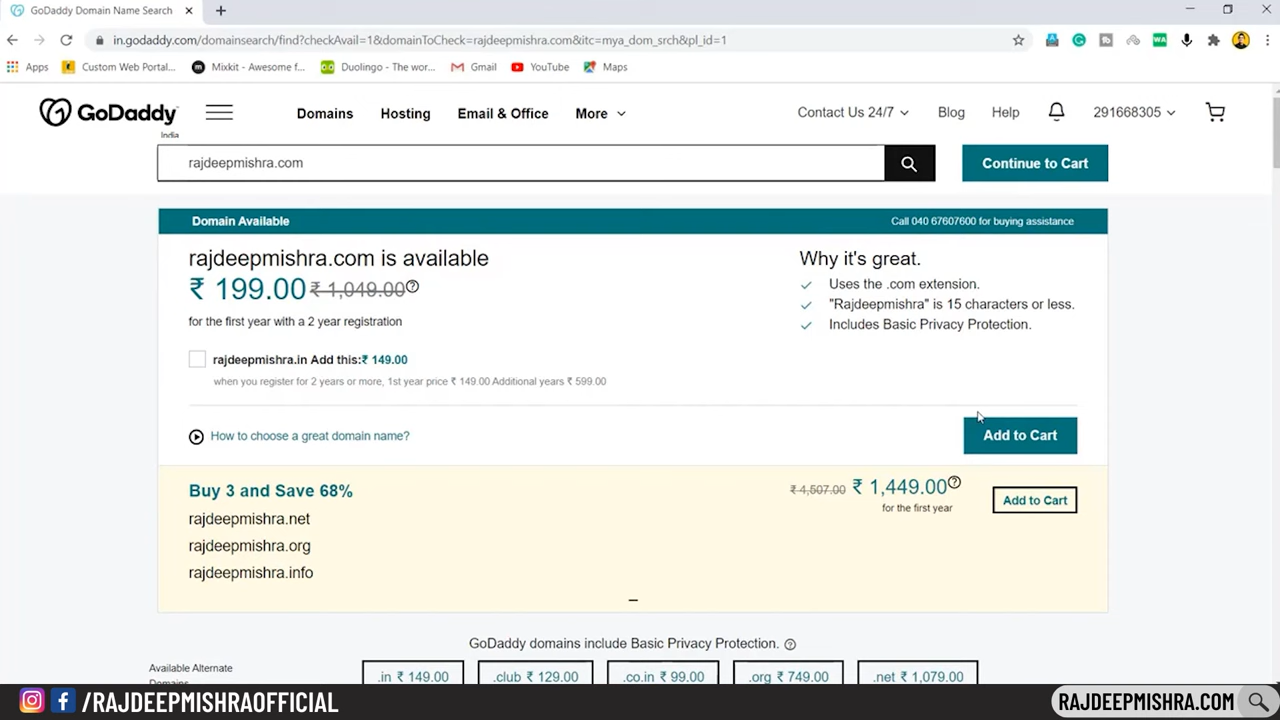 GoDaddy Domain Name Search
in.godaddy.com/domainsearch/find?checkAvail=1&domainToCheck=rajdeepmishra.com&itc=mya_dom_srch&pl_id=1
Apps Custom Web Portal... Mixkit - Awesome f... Duolingo - The wor... Gmail YouTube Maps
GoDaddy India Domains Hosting Email & Office More Contact Us 24/7 Blog Help 291668305
rajdeepmishra.com Continue to Cart
Domain Available Call 040 67607600 for buying assistance
rajdeepmishra.com is available
₹ 199.00 ₹ 1,049.00
for the first year with a 2 year registration
Why it's great.
Uses the .com extension.
"Rajdeepmishra" is 15 characters or less.
Includes Basic Privacy Protection.
rajdeepmishra.in Add this:₹ 149.00
when you register for 2 years or more, 1st year price ₹ 149.00 Additional years ₹ 599.00
How to choose a great domain name? Add to Cart
Buy 3 and Save 68% ₹ 4,507.00 ₹ 1,449.00 Add to Cart
for the first year
rajdeepmishra.net
rajdeepmishra.org
rajdeepmishra.info
GoDaddy domains include Basic Privacy Protection.
Available Alternate
Domains
.in ₹ 149.00 .club ₹ 129.00 .co.in ₹ 99.00 .org ₹ 749.00 .net ₹ 1,079.00
/RAJDEEPMISHRAOFFICIAL RAJDEEPMISHRA.COM